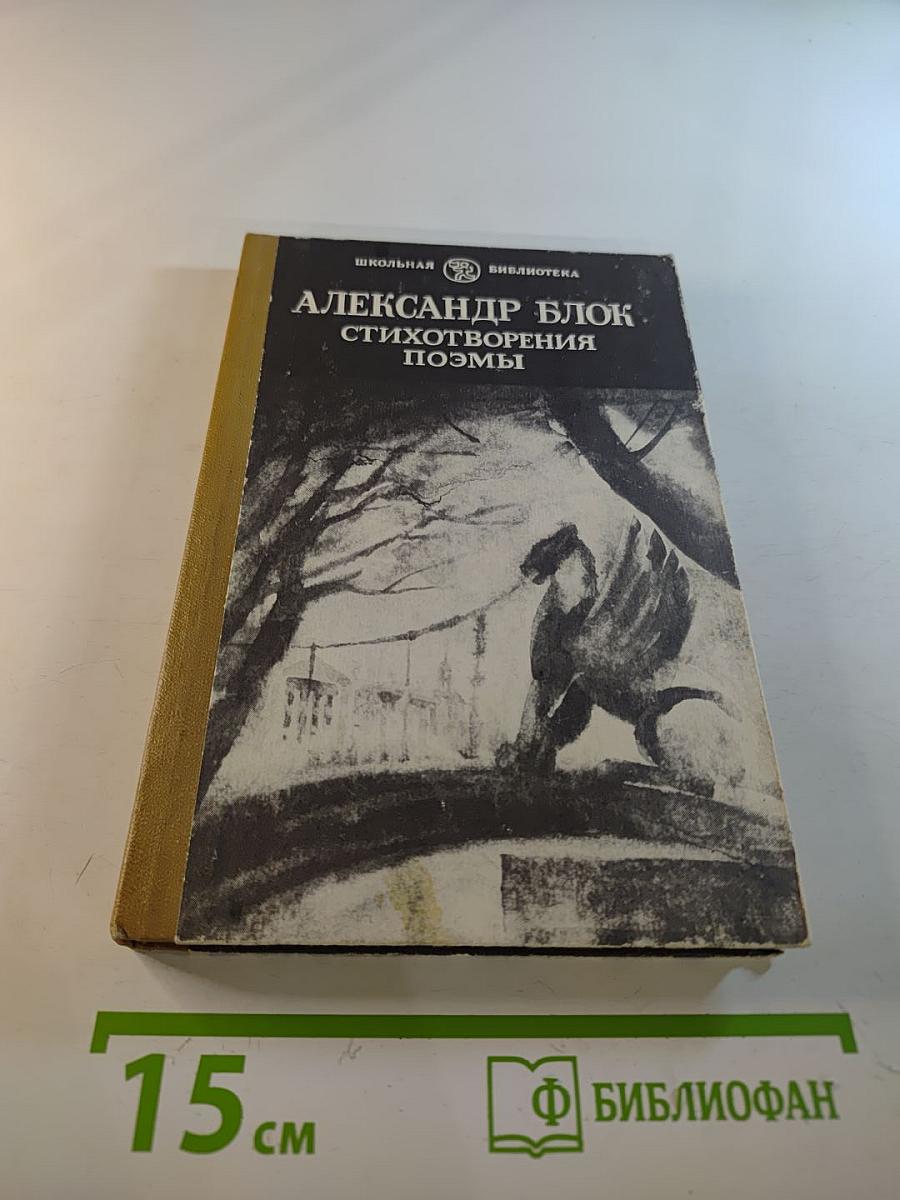 ШКОЛЬНАЯ БИБЛИОТЕКА
АЛЕКСАНДР БЛОК
СТИХОТВОРЕНИЯ
ПОЭМЫ
15 см
Ф БИБЛИОФАН